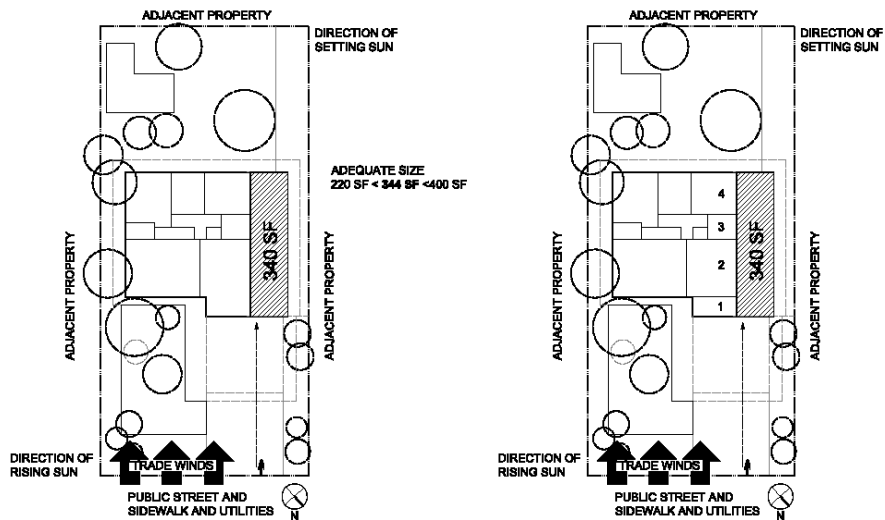 ADJACENT PROPERTY
DIRECTION OF
SETTING SUN
ADEQUATE SIZE
220 SF < 344 SF <400 SF
340 SF
ADJACENT PROPERTY
ADJACENT PROPERTY
DIRECTION OF
RISING SUN
TRADE WINDS
PUBLIC STREET AND
SIDEWALK AND UTILITIES
N
ADJACENT PROPERTY
DIRECTION OF
SETTING SUN
4
3
2
1
340 SF
ADJACENT PROPERTY
ADJACENT PROPERTY
DIRECTION OF
RISING SUN
TRADE WINDS
PUBLIC STREET AND
SIDEWALK AND UTILITIES
N